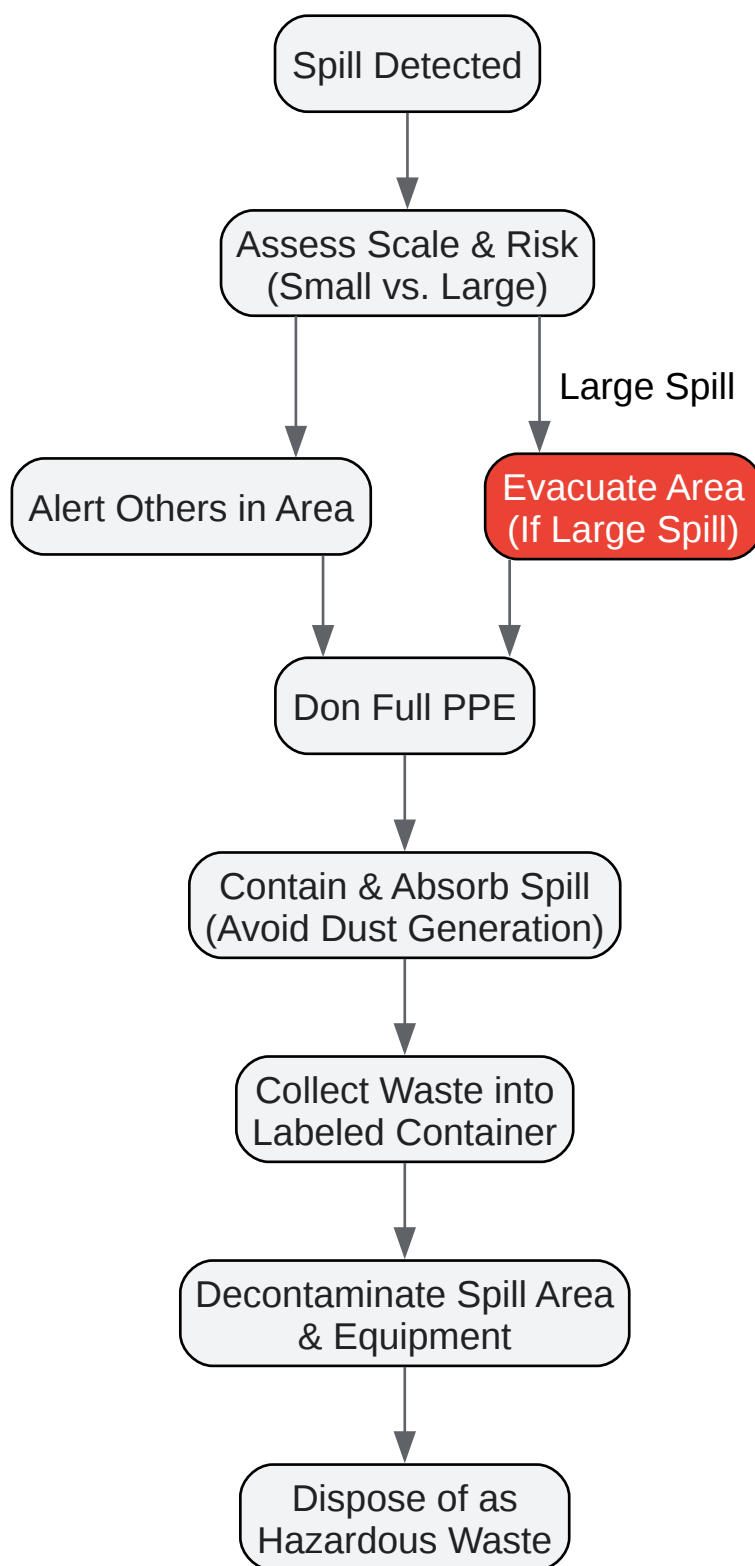 Spill Detected
Assess Scale & Risk
(Small vs. Large)
Large Spill
Alert Others in Area
Evacuate Area
(If Large Spill)
Don Full PPE
Contain & Absorb Spill
(Avoid Dust Generation)
Collect Waste into
Labeled Container
Decontaminate Spill Area
& Equipment
Dispose of as
Hazardous Waste